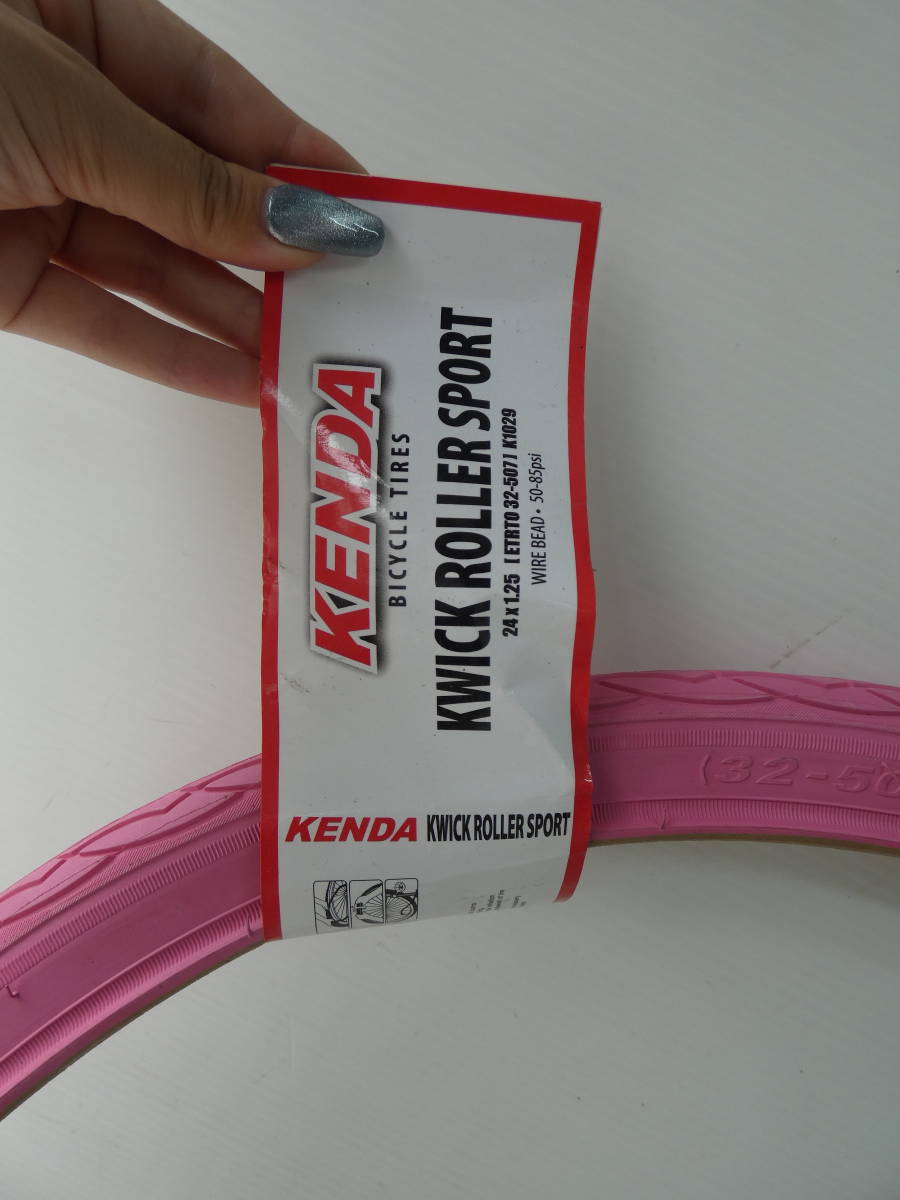 KENDA
BICYCLE TIRES
KWICK ROLLER SPORT
24 x 1.25 [ETRTO 32-507] K1029
WIRE BEAD • 50-85psi
KENDA KWICK ROLLER SPORT
(32-50